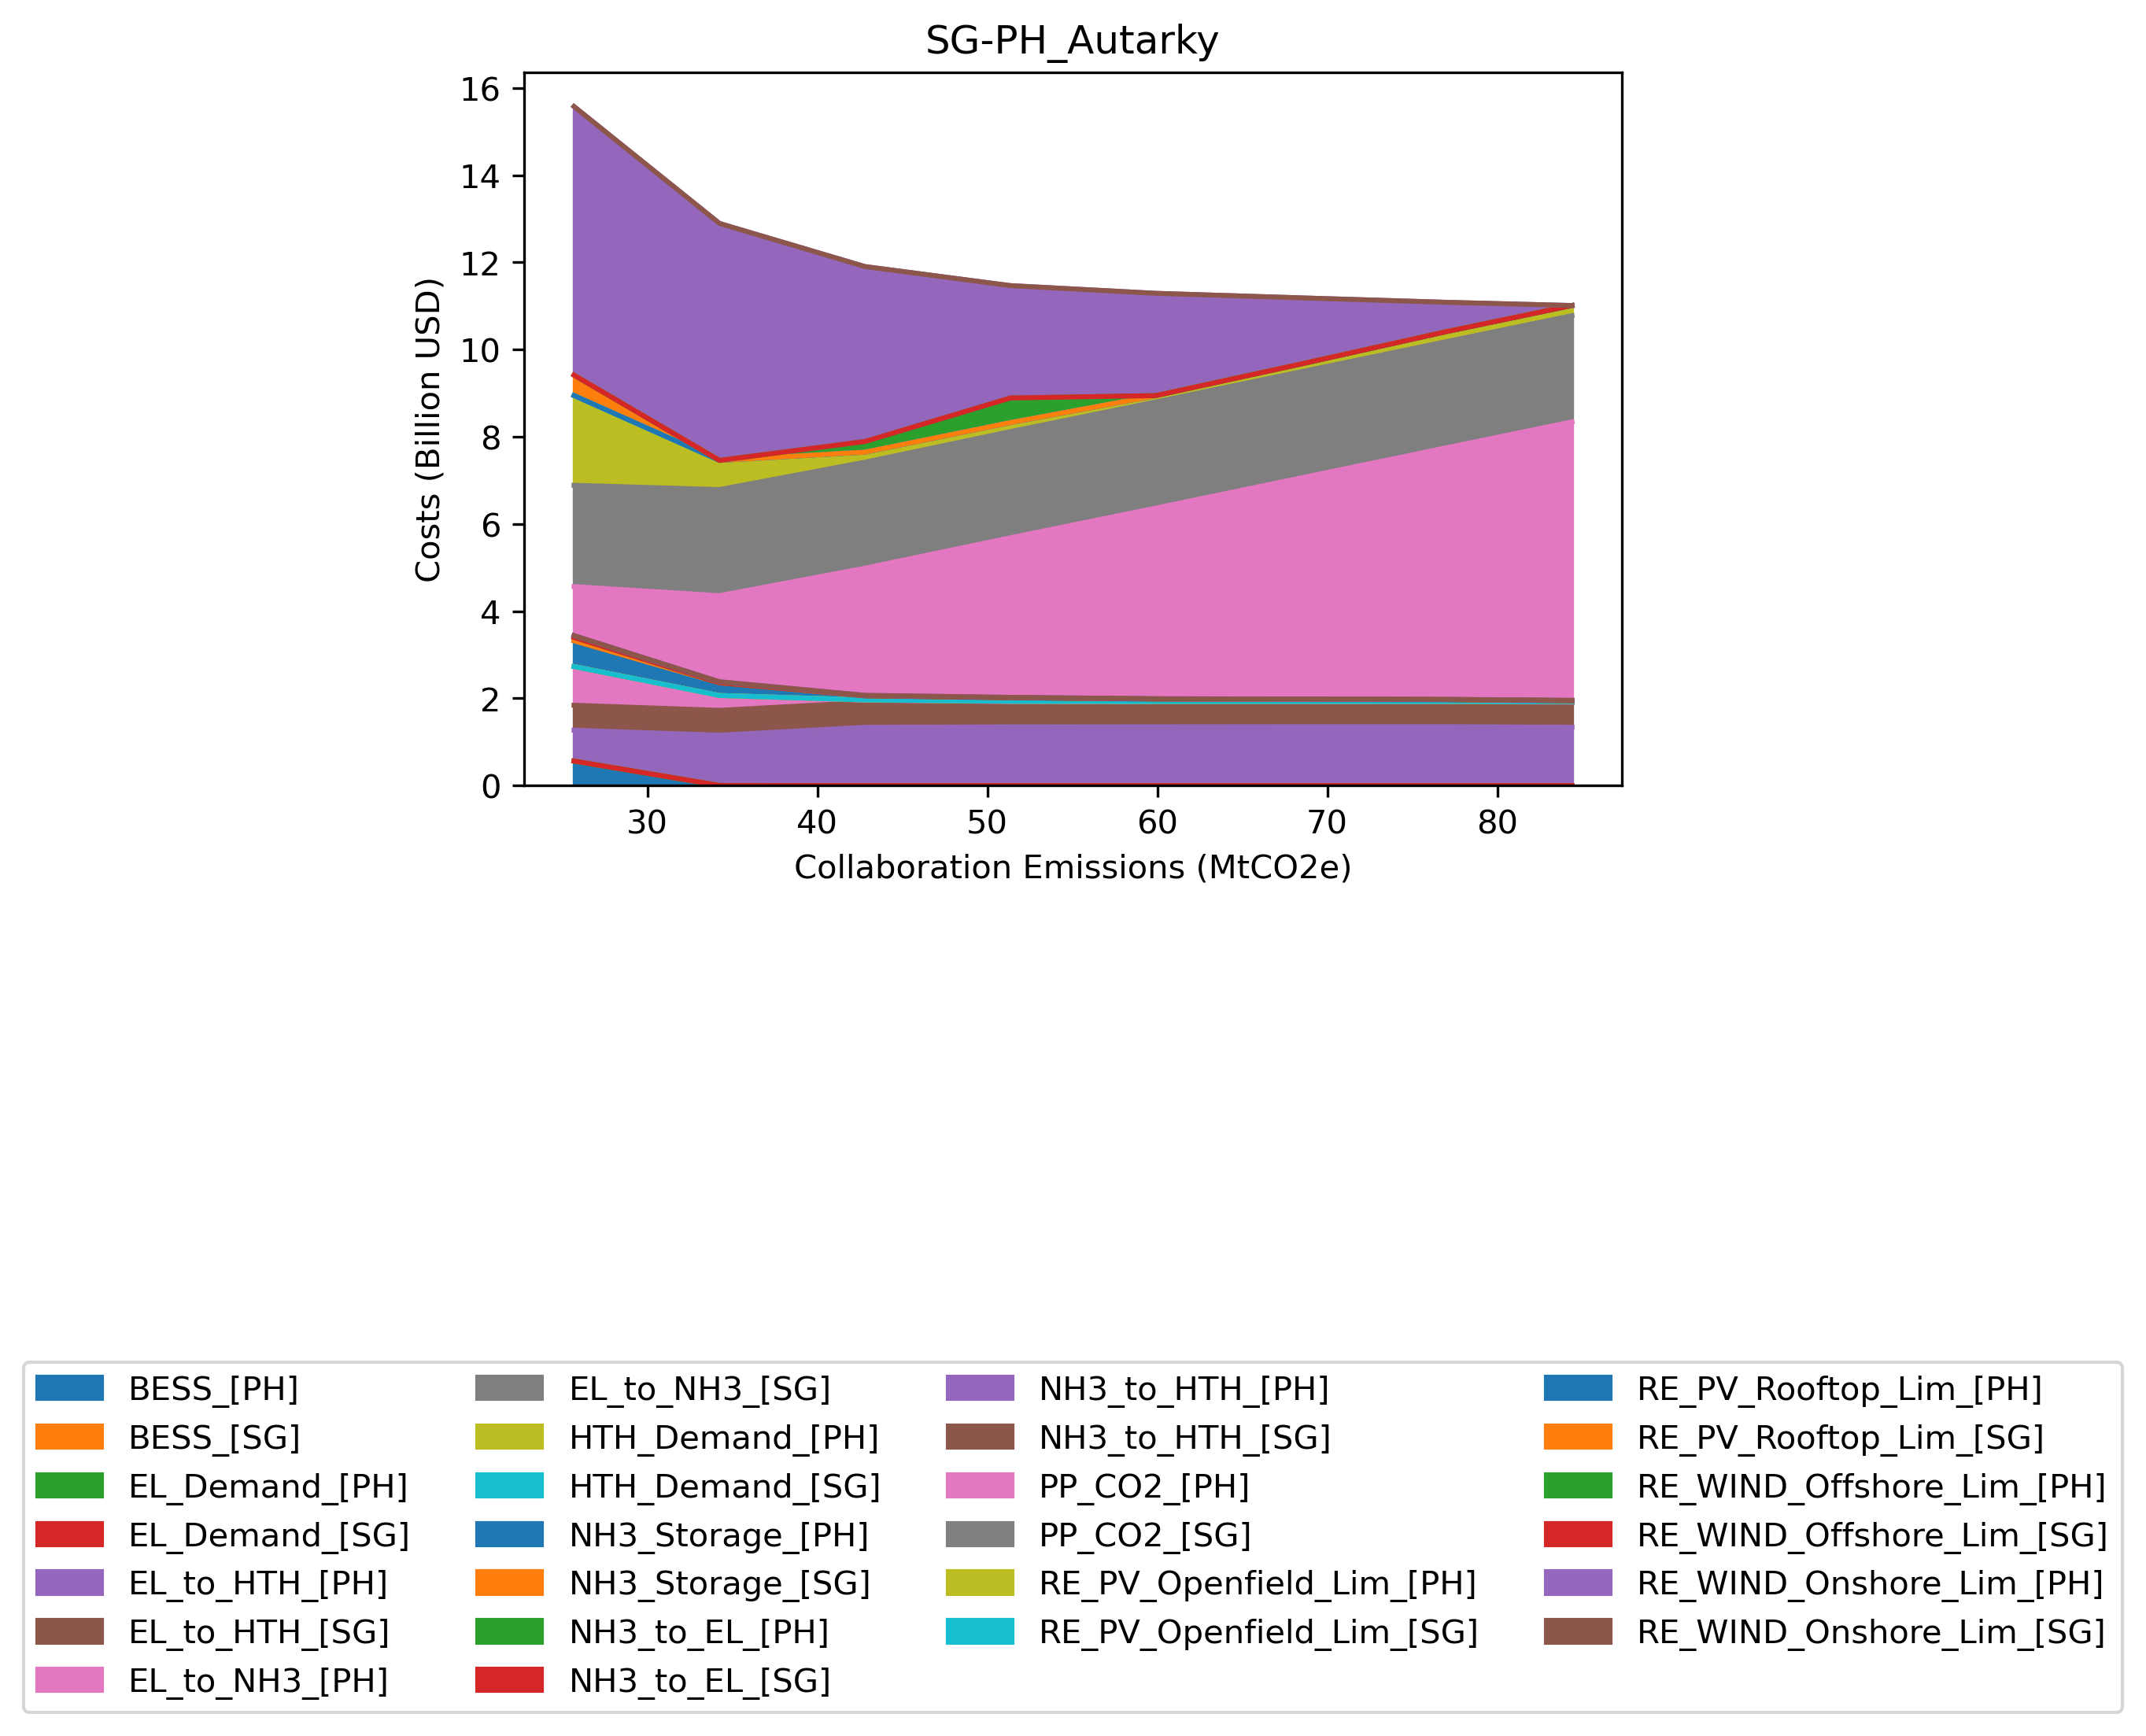 SG-PH_Autarky
16
14
12
10
8
6
4
2
0
Costs (Billion USD)
30 40 50 60 70 80
Collaboration Emissions (MtCO2e)
BESS_[PH]
BESS_[SG]
EL_Demand_[PH]
EL_Demand_[SG]
EL_to_HTH_[PH]
EL_to_HTH_[SG]
EL_to_NH3_[PH]
EL_to_NH3_[SG]
HTH_Demand_[PH]
HTH_Demand_[SG]
NH3_Storage_[PH]
NH3_Storage_[SG]
NH3_to_EL_[PH]
NH3_to_EL_[SG]
NH3_to_HTH_[PH]
NH3_to_HTH_[SG]
PP_CO2_[PH]
PP_CO2_[SG]
RE_PV_Openfield_Lim_[PH]
RE_PV_Openfield_Lim_[SG]
RE_PV_Rooftop_Lim_[PH]
RE_PV_Rooftop_Lim_[SG]
RE_WIND_Offshore_Lim_[PH]
RE_WIND_Offshore_Lim_[SG]
RE_WIND_Onshore_Lim_[PH]
RE_WIND_Onshore_Lim_[SG]